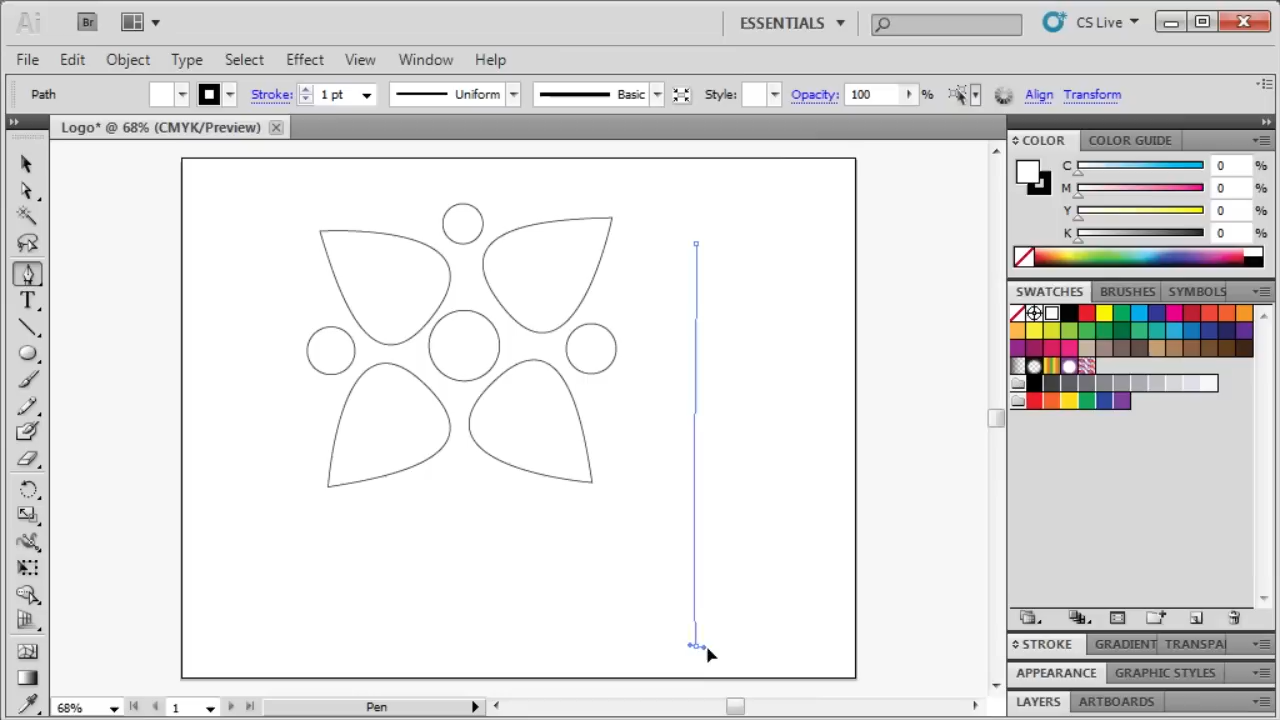 Ai Br ESSENTIALS CS Live
File Edit Object Type Select Effect View Window Help
Path Stroke: 1 pt Uniform Basic Style: Opacity: 100 % Align Transform
Logo* @ 68% (CMYK/Preview)
COLOR COLOR GUIDE
C 0 %
M 0 %
Y 0 %
K 0 %
SWATCHES BRUSHES SYMBOLS
T
STROKE GRADIENT TRANSPA
APPEARANCE GRAPHIC STYLES
LAYERS ARTBOARDS
68% 1 Pen